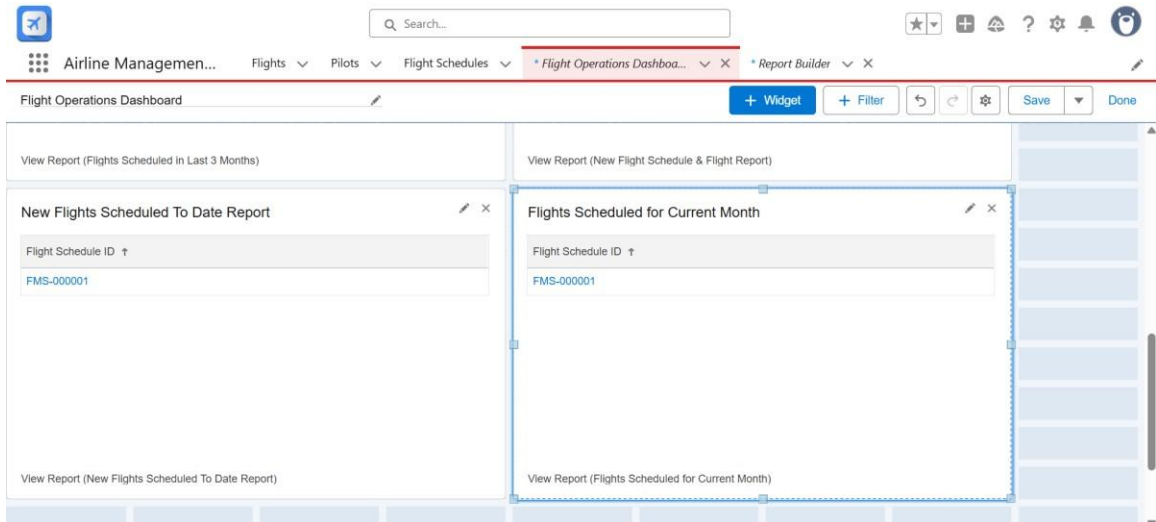 Search...
Airline Managemen...
Flights
Pilots
Flight Schedules
* Flight Operations Dashboa...
* Report Builder
Flight Operations Dashboard
+ Widget
+ Filter
Save
Done
View Report (Flights Scheduled in Last 3 Months)
View Report (New Flight Schedule & Flight Report)
New Flights Scheduled To Date Report
Flights Scheduled for Current Month
Flight Schedule ID ↑
Flight Schedule ID ↑
FMS-000001
FMS-000001
View Report (New Flights Scheduled To Date Report)
View Report (Flights Scheduled for Current Month)